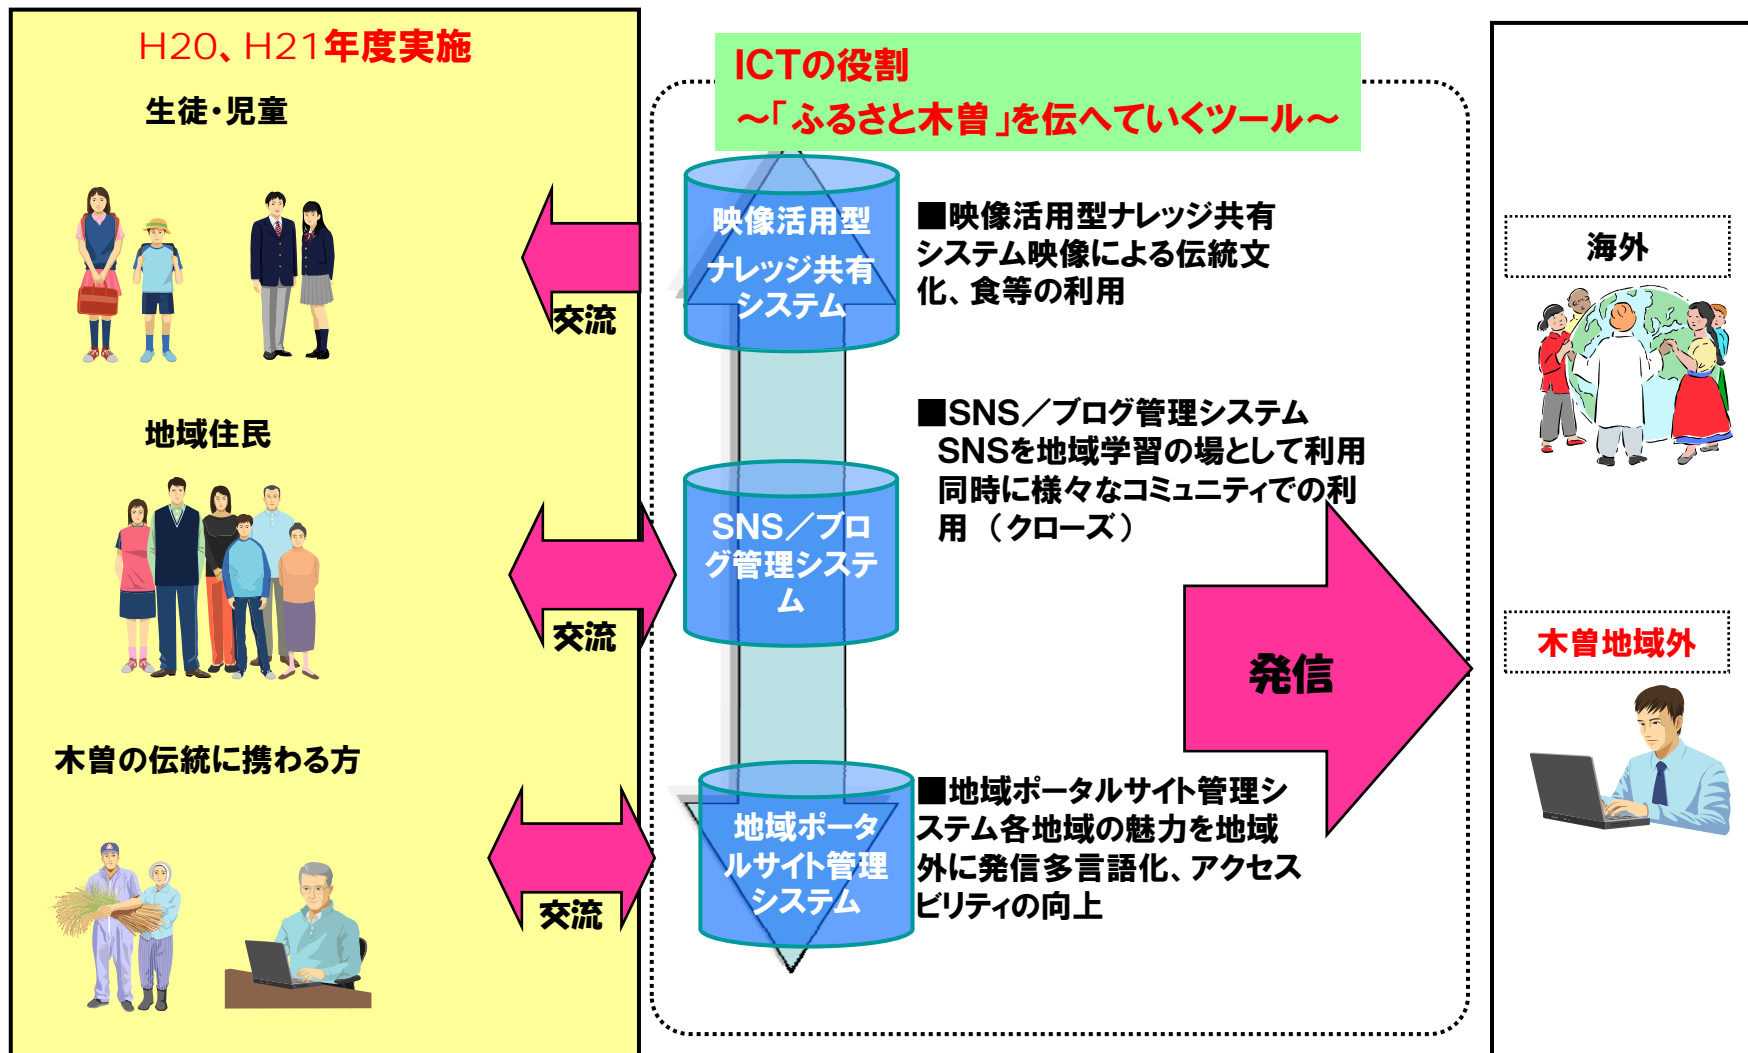 H20、H21年度実施
生徒・児童
交流
地域住民
交流
木曽の伝統に携わる方
交流
ICTの役割
～「ふるさと木曽」を伝へていくツール～
映像活用型
ナレッジ共有
システム
■映像活用型ナレッジ共有
システム映像による伝統文
化、食等の利用
SNS／ブロ
グ管理システ
ム
■SNS／ブログ管理システム
SNSを地域学習の場として利用
同時に様々なコミュニティでの利
用（クローズ）
地域ポータ
ルサイト管理
システム
■地域ポータルサイト管理シ
ステム各地域の魅力を地域
外に発信多言語化、アクセス
ビリティの向上
発信
海外
木曽地域外